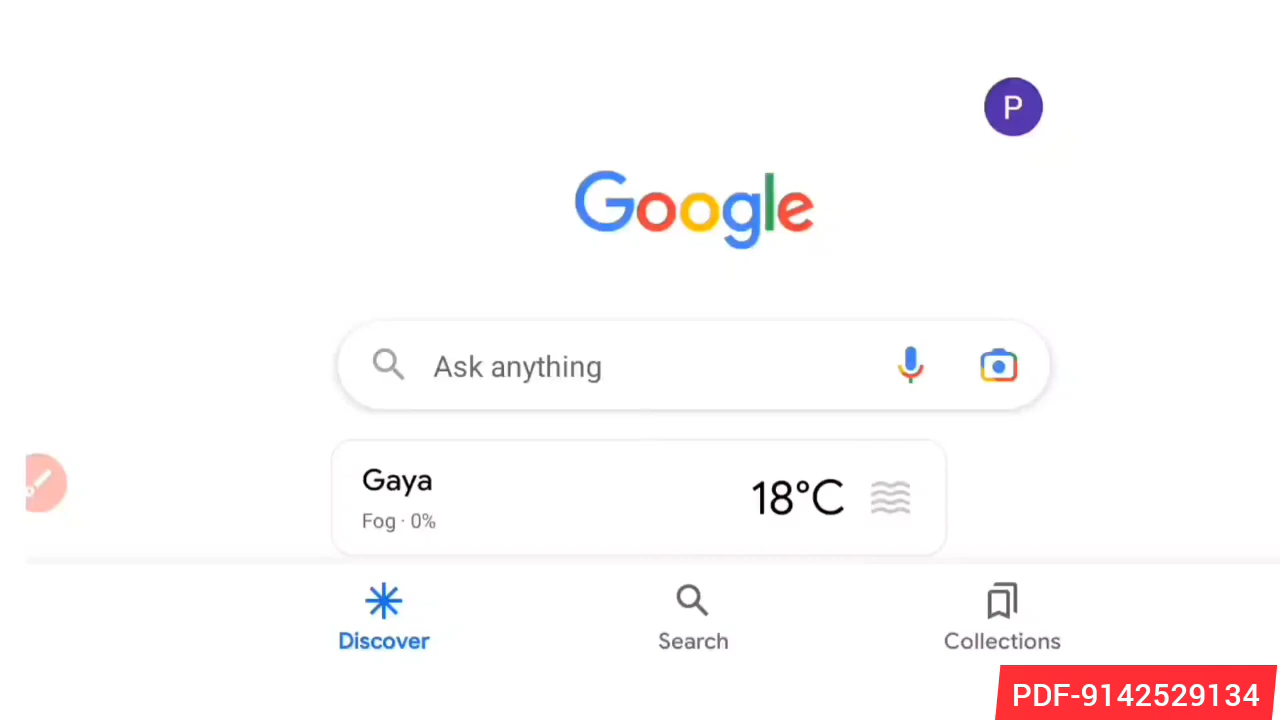 P
Google
Ask anything
Gaya
18°C
Fog · 0%
Discover
Search
Collections
PDF-9142529134